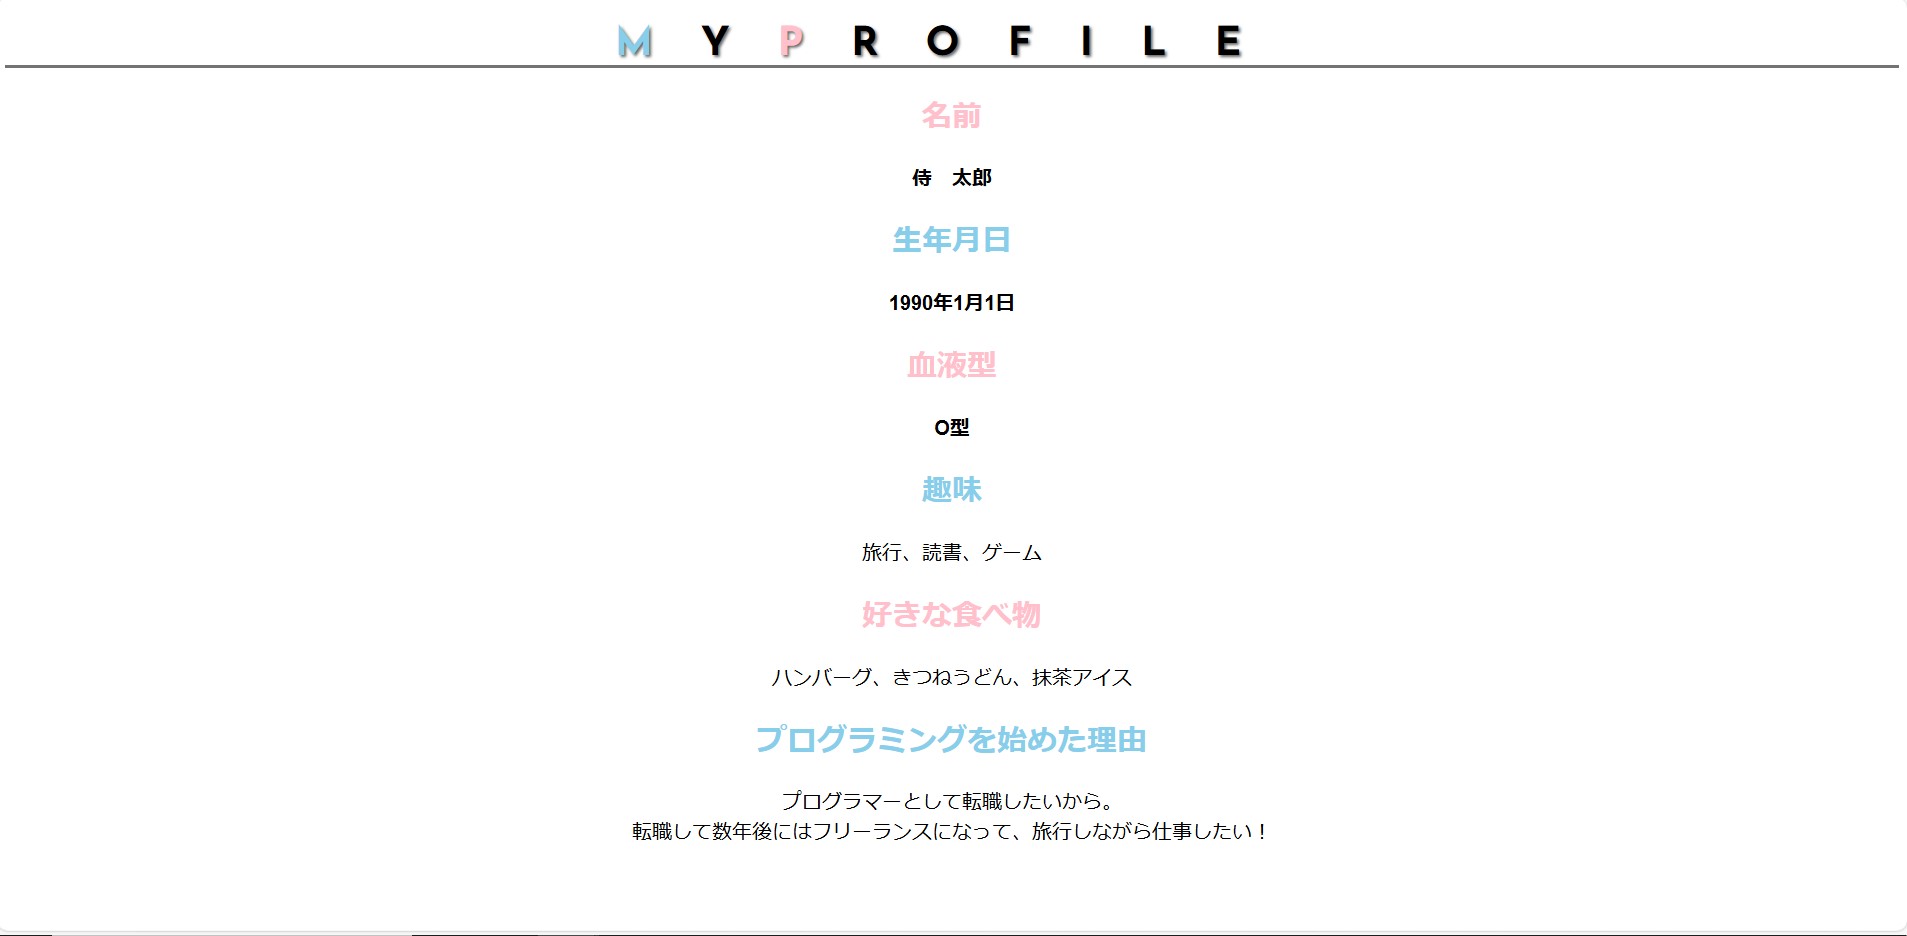 MYPROFILE
名前
侍　太郎
生年月日
1990年1月1日
血液型
O型
趣味
旅行、読書、ゲーム
好きな食べ物
ハンバーグ、きつねうどん、抹茶アイス
プログラミングを始めた理由
プログラマーとして転職したいから。
転職して数年後にはフリーランスになって、旅行しながら仕事したい！